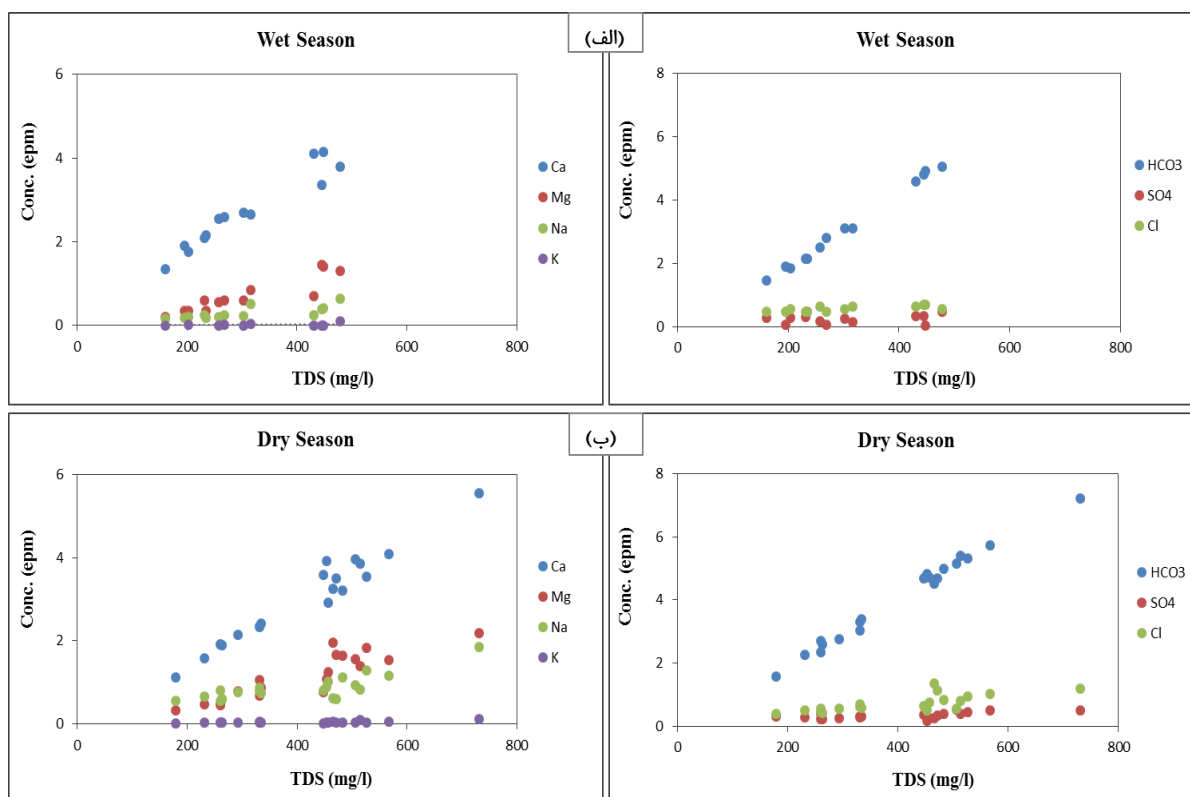 Wet Season
(الف)
Wet Season
6
4
2
0
Conc. (epm)
0 200 400 600 800
TDS (mg/l)
Ca
Mg
Na
K
8
6
4
2
0
Conc. (epm)
0 200 400 600 800
TDS (mg/l)
HCO3
SO4
Cl
Dry Season
(ب)
Dry Season
6
4
2
0
Conc. (epm)
0 200 400 600 800
TDS (mg/l)
Ca
Mg
Na
K
8
6
4
2
0
Conc. (epm)
0 200 400 600 800
TDS (mg/l)
HCO3
SO4
Cl